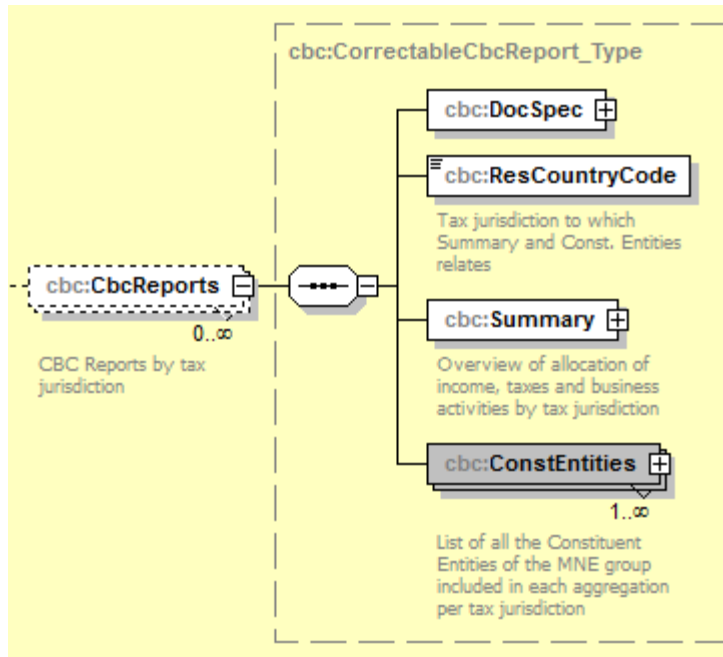 cbc:CorrectableCbcReport_Type
cbc:DocSpec
cbc:ResCountryCode
Tax jurisdiction to which
Summary and Const. Entities
relates
cbc:CbcReports
0..∞
CBC Reports by tax
jurisdiction
cbc:Summary
Overview of allocation of
income, taxes and business
activities by tax jurisdiction
cbc:ConstEntities
1..∞
List of all the Constituent
Entities of the MNE group
included in each aggregation
per tax jurisdiction